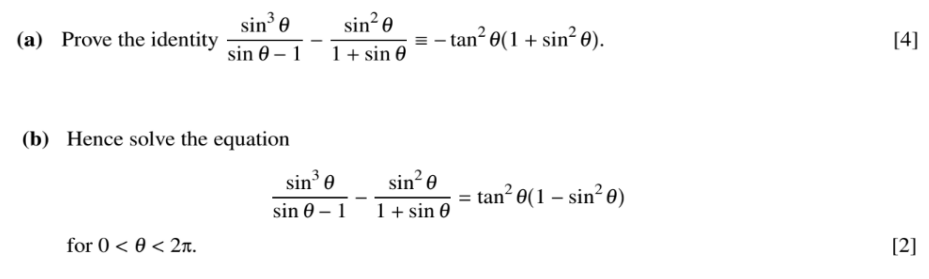 (a) Prove the identity sin³ θ / (sin θ – 1) – sin² θ / (1 + sin θ) ≡ – tan² θ(1 + sin² θ). [4]
(b) Hence solve the equation
sin³ θ / (sin θ – 1) – sin² θ / (1 + sin θ) = tan² θ(1 – sin² θ)
for 0 < θ < 2π. [2]